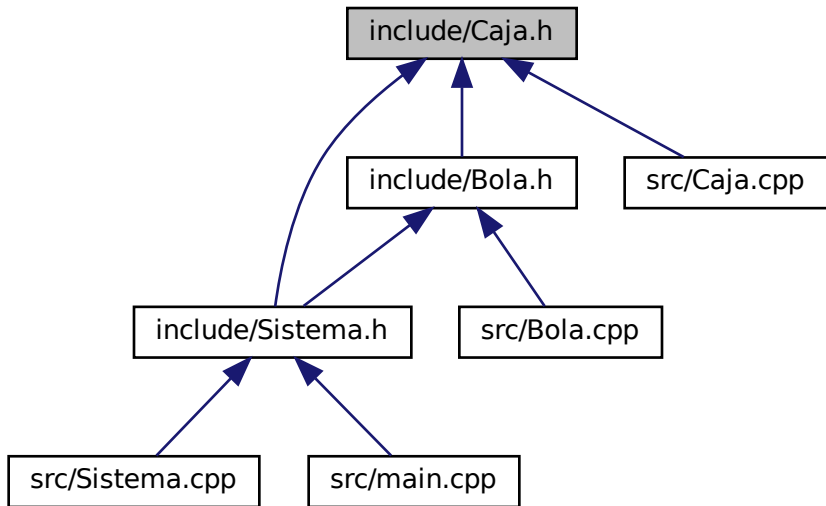 include/Caja.h
include/Bola.h
src/Caja.cpp
include/Sistema.h
src/Bola.cpp
src/Sistema.cpp
src/main.cpp